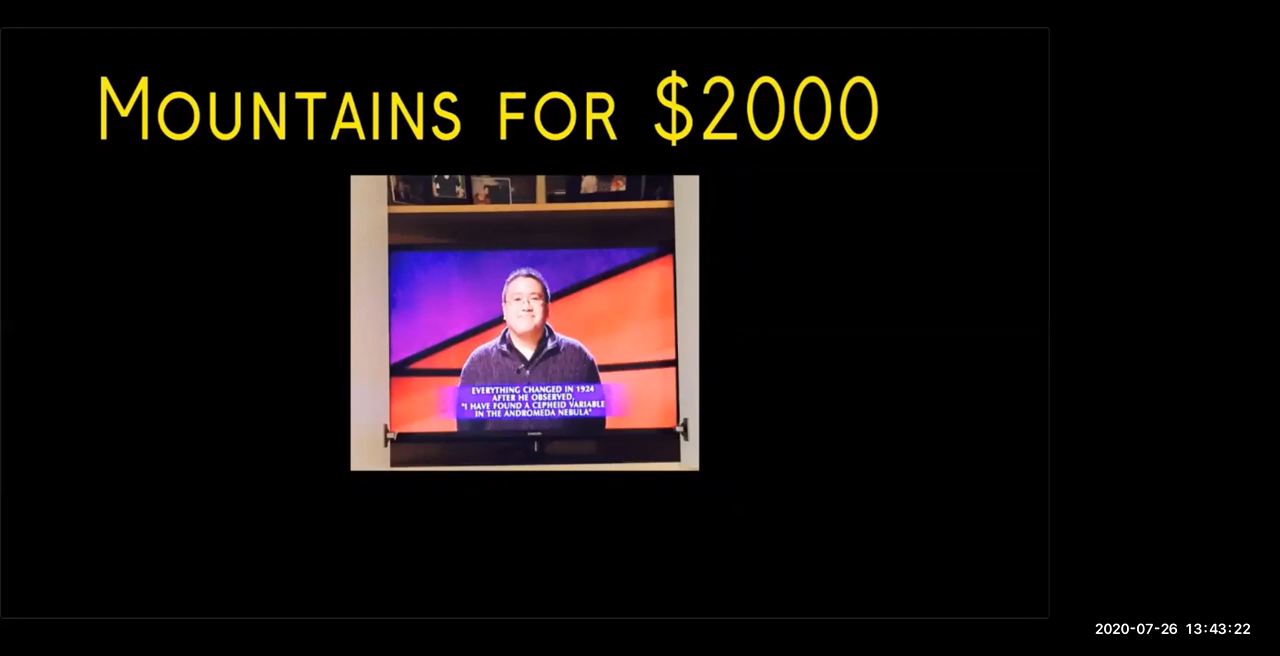 Mountains for $2000
EVERYTHING CHANGED IN 1924
AFTER HE OBSERVED,
"I HAVE FOUND A CEPHEID VARIABLE
IN THE ANDROMEDA NEBULA"
2020-07-26 13:43:22